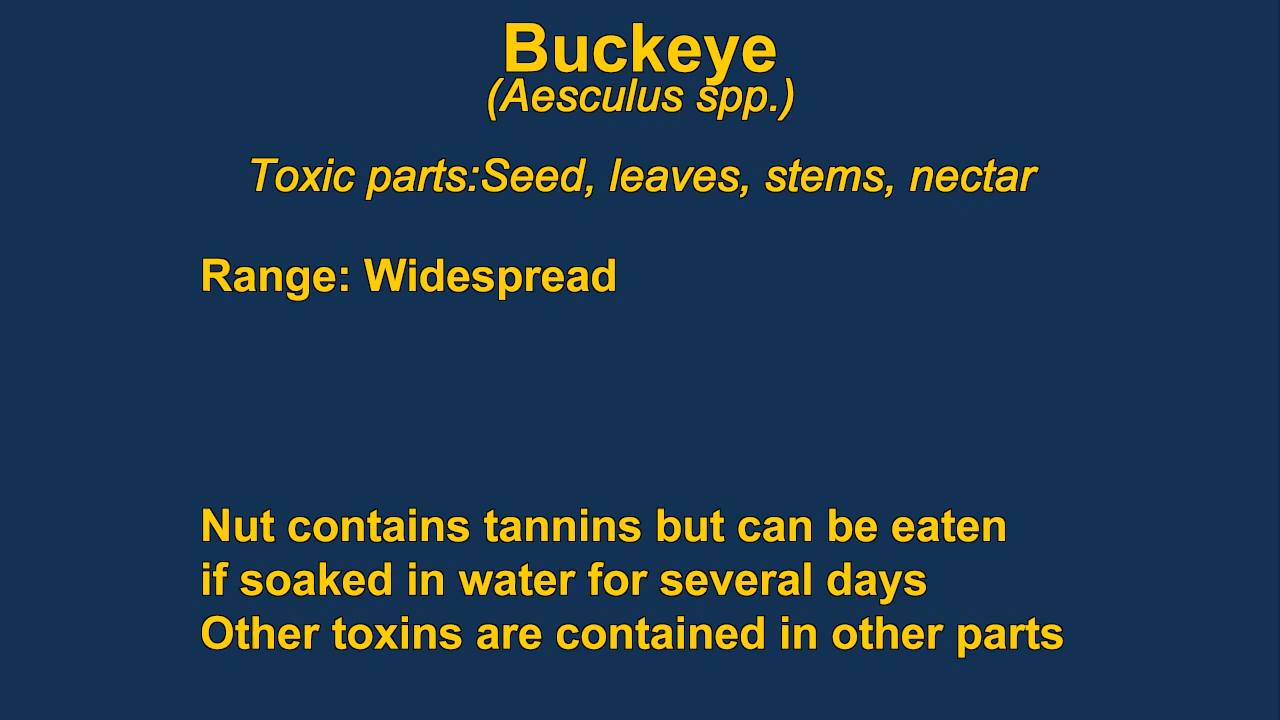 Buckeye
(Aesculus spp.)
Toxic parts:Seed, leaves, stems, nectar
Range: Widespread
Nut contains tannins but can be eaten
if soaked in water for several days
Other toxins are contained in other parts